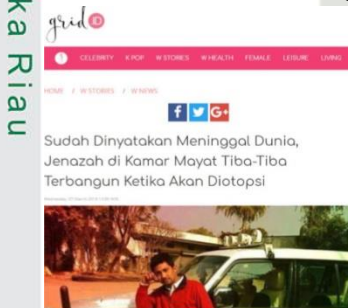 ka Riau
grid ID
CELEBRITY K POP W STORIES W HEALTH FEMALE LEISURE LIVING
HOME / W STORIES / W NEWS
f G+
Sudah Dinyatakan Meninggal Dunia,
Jenazah di Kamar Mayat Tiba-Tiba
Terbangun Ketika Akan Diotopsi